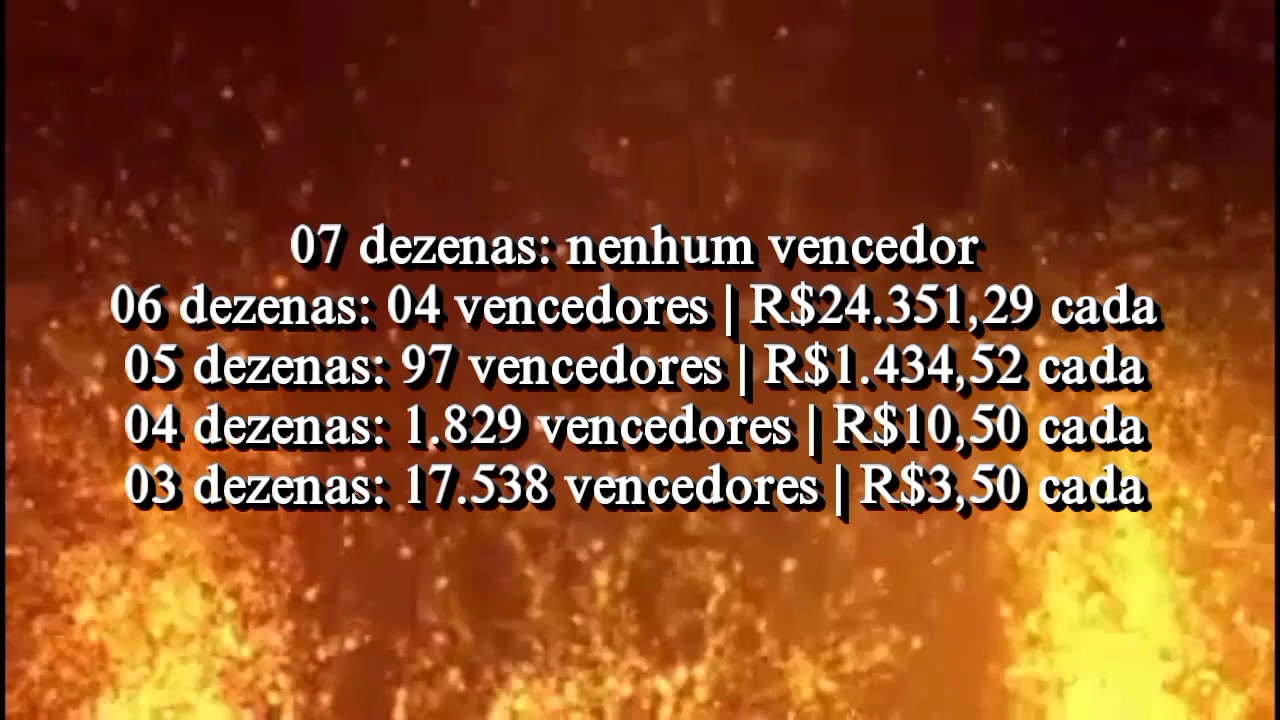 07 dezenas: nenhum vencedor
06 dezenas: 04 vencedores | R$24.351,29 cada
05 dezenas: 97 vencedores | R$1.434,52 cada
04 dezenas: 1.829 vencedores | R$10,50 cada
03 dezenas: 17.538 vencedores | R$3,50 cada